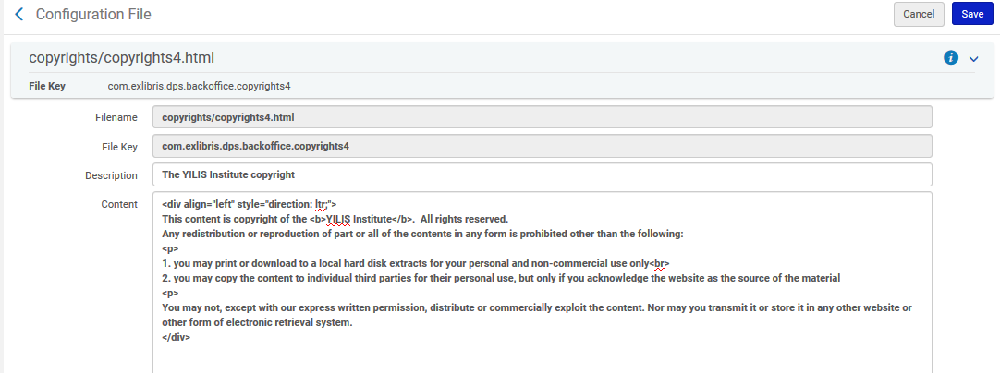 Configuration File
Cancel
Save
copyrights/copyrights4.html
File Key com.exlibris.dps.backoffice.copyrights4
Filename copyrights/copyrights4.html
File Key com.exlibris.dps.backoffice.copyrights4
Description The YILIS Institute copyright
Content
<div align="left" style="direction: ltr;">
This content is copyright of the <b>YILIS Institute</b>.  All rights reserved.
Any redistribution or reproduction of part or all of the contents in any form is prohibited other than the following:
<p>
1. you may print or download to a local hard disk extracts for your personal and non-commercial use only<br>
2. you may copy the content to individual third parties for their personal use, but only if you acknowledge the website as the source of the material
<p>
You may not, except with our express written permission, distribute or commercially exploit the content. Nor may you transmit it or store it in any other website or
other form of electronic retrieval system.
</div>